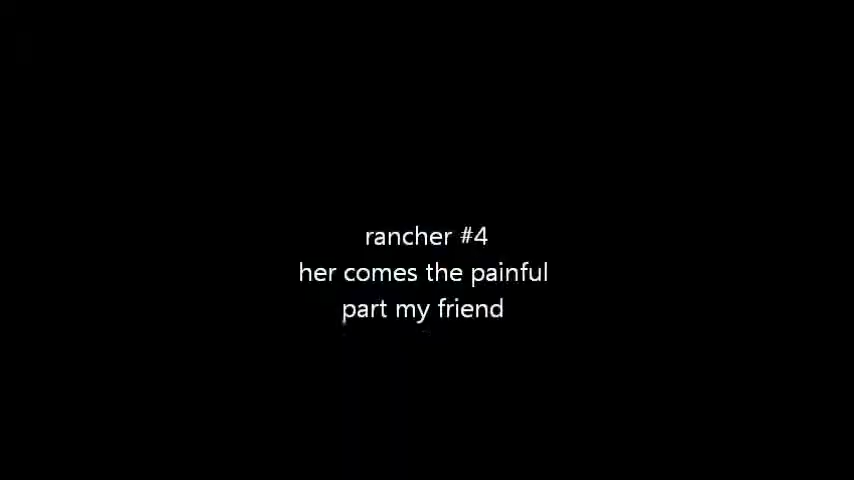 rancher #4
her comes the painful
part my friend